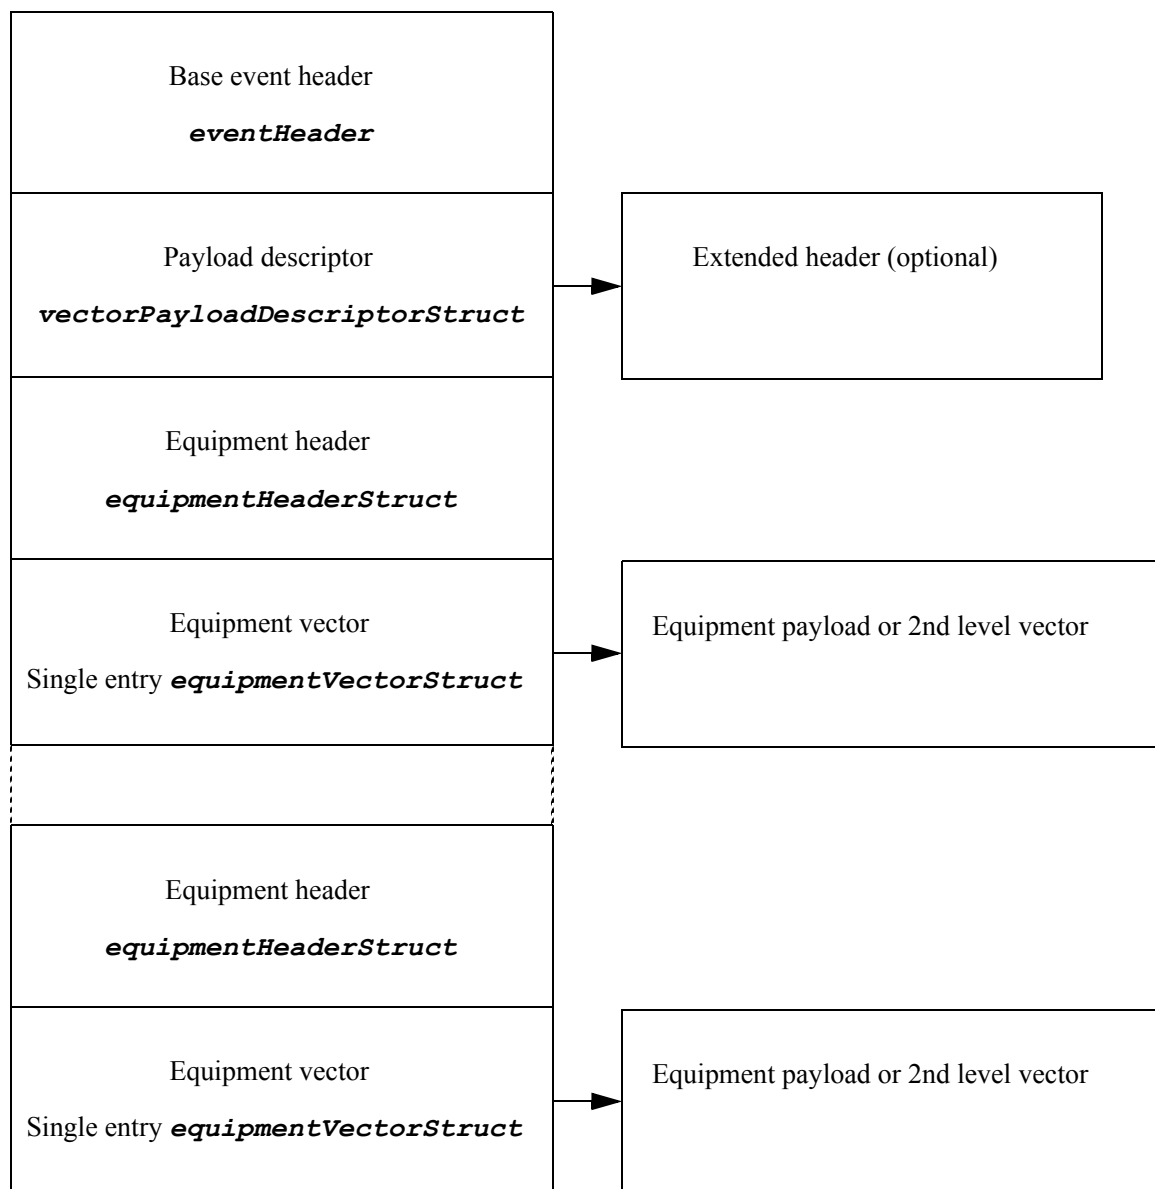 Base event header
eventHeader
Payload descriptor
vectorPayloadDescriptorStruct
Extended header (optional)
Equipment header
equipmentHeaderStruct
Equipment vector
Single entry equipmentVectorStruct
Equipment payload or 2nd level vector
Equipment header
equipmentHeaderStruct
Equipment vector
Single entry equipmentVectorStruct
Equipment payload or 2nd level vector